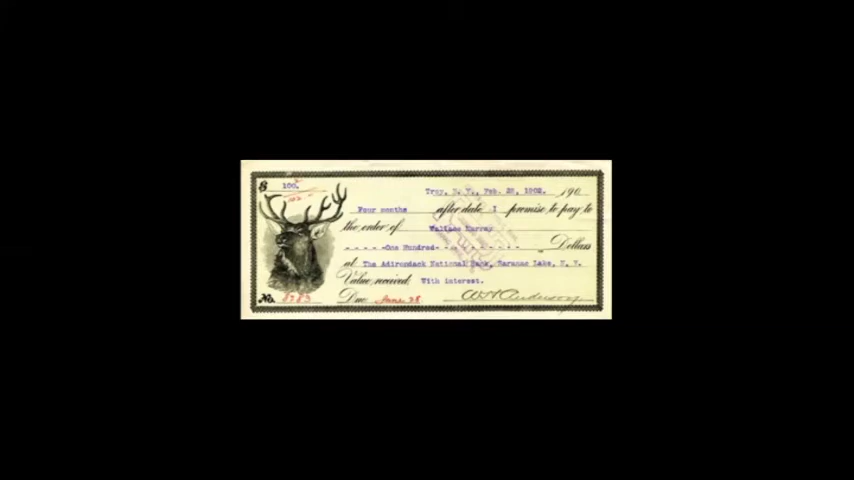 $ 100. Troy, N. Y., Feb. 28, 1902. 190
Four months after date I promise to pay to
the order of Wallace Murray
-----One Hundred----------- Dollars
at The Adirondack National Bank, Saranac Lake, N. Y.
Value received With interest.
No. 8783 Due June 28